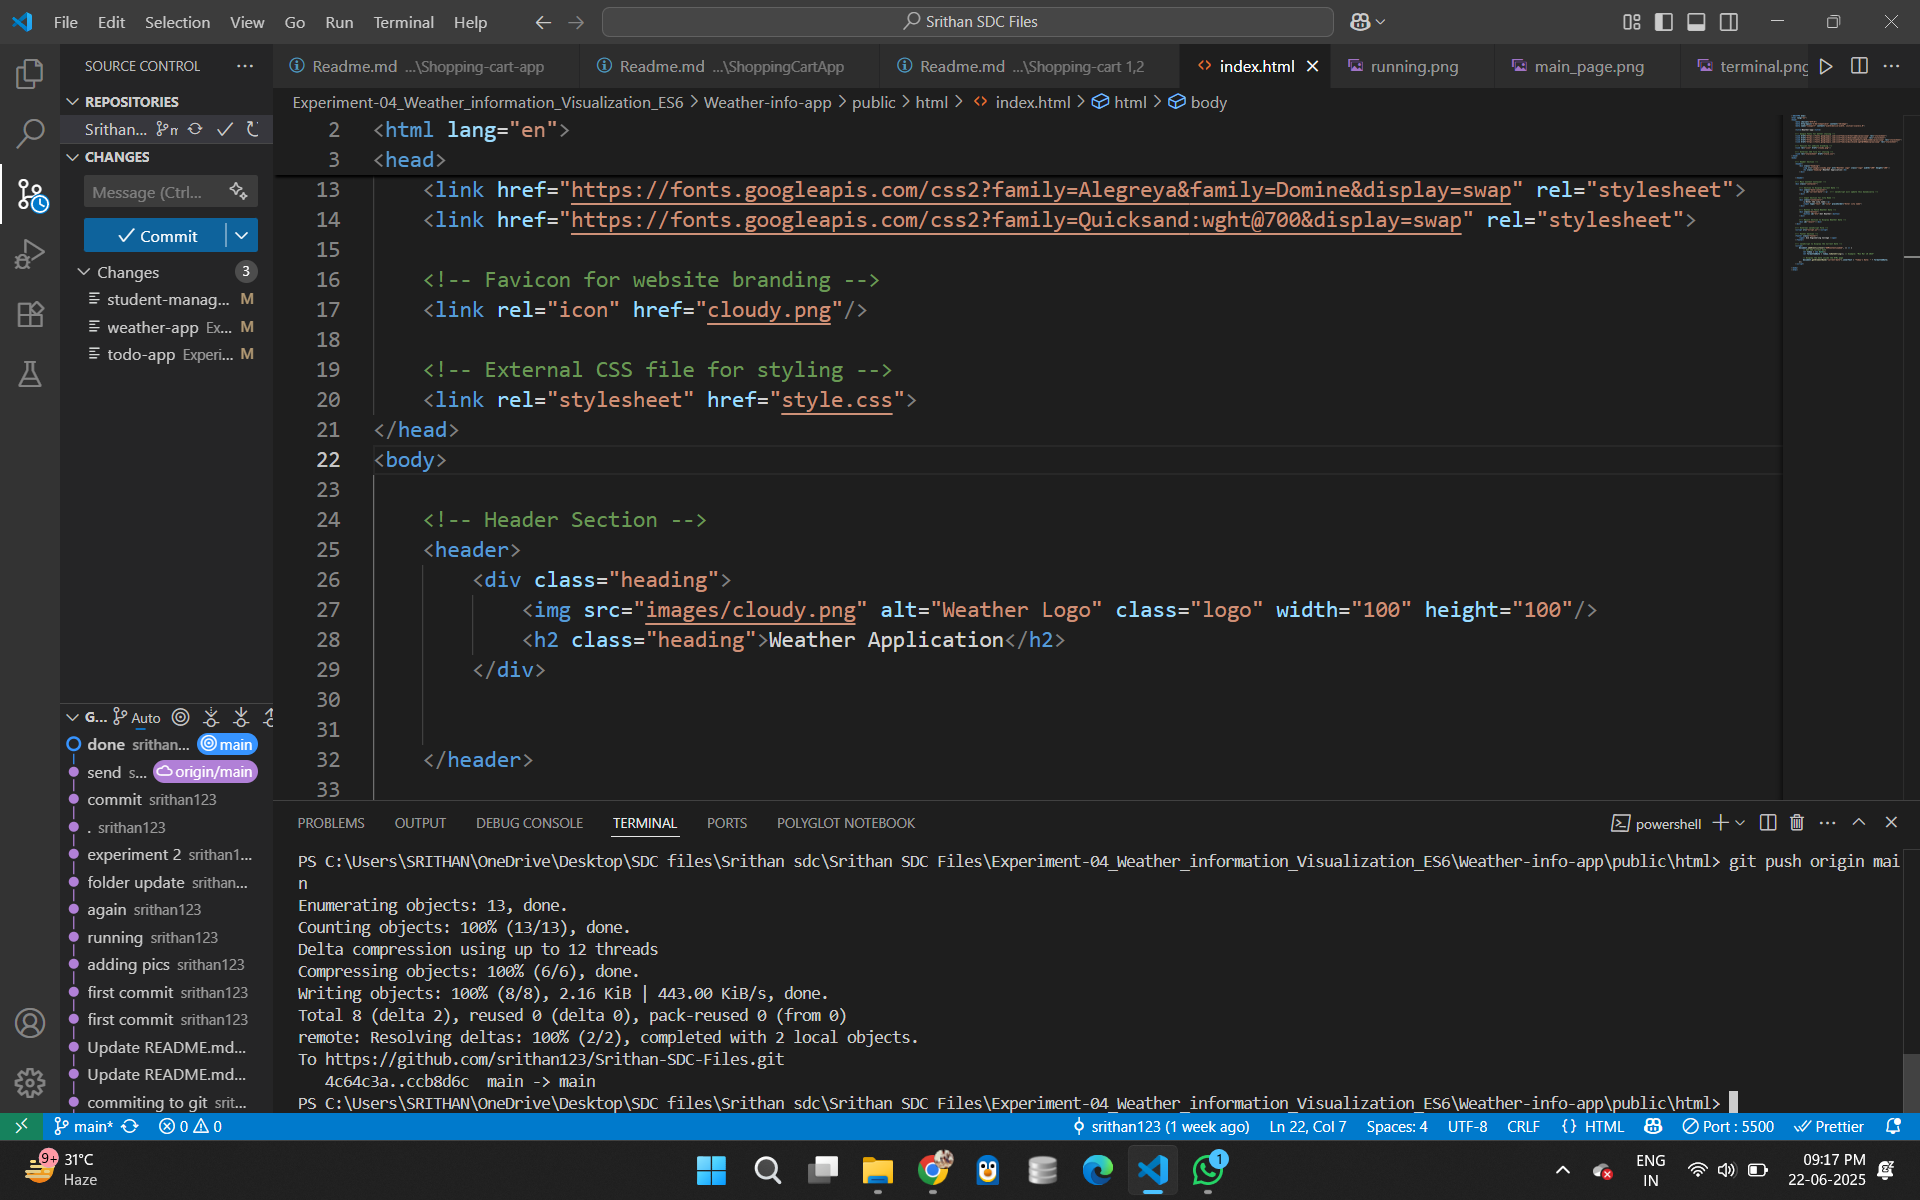 File Edit Selection View Go Run Terminal Help
Srithan SDC Files
SOURCE CONTROL
Readme.md ...\Shopping-cart-app
Readme.md ...\ShoppingCartApp
Readme.md ...\Shopping-cart 1,2
index.html
running.png
main_page.png
terminal.png
REPOSITORIES
Srithan...
CHANGES
Message (Ctrl...
Commit
Changes 3
student-manag... M
weather-app Ex... M
todo-app Experi... M
Experiment-04_Weather_information_Visualization_ES6 > Weather-info-app > public > html > index.html > html > body
2 <html lang="en">
3 <head>
13 <link href="https://fonts.googleapis.com/css2?family=Alegreya&family=Domine&display=swap" rel="stylesheet">
14 <link href="https://fonts.googleapis.com/css2?family=Quicksand:wght@700&display=swap" rel="stylesheet">
15
16 <!-- Favicon for website branding -->
17 <link rel="icon" href="cloudy.png"/>
18
19 <!-- External CSS file for styling -->
20 <link rel="stylesheet" href="style.css">
21 </head>
22 <body>
23
24 <!-- Header Section -->
25 <header>
26 <div class="heading">
27 <img src="images/cloudy.png" alt="Weather Logo" class="logo" width="100" height="100"/>
28 <h2 class="heading">Weather Application</h2>
29 </div>
30
31
32 </header>
33
G... Auto
done srithan... main
send s... origin/main
commit srithan123
. srithan123
experiment 2 srithan1...
folder update srithan...
again srithan123
running srithan123
adding pics srithan123
first commit srithan123
first commit srithan123
Update README.md...
Update README.md...
commiting to git srit...
PROBLEMS OUTPUT DEBUG CONSOLE TERMINAL PORTS POLYGLOT NOTEBOOK
powershell
PS C:\Users\SRITHAN\OneDrive\Desktop\SDC files\Srithan sdc\Srithan SDC Files\Experiment-04_Weather_information_Visualization_ES6\Weather-info-app\public\html> git push origin mai
n
Enumerating objects: 13, done.
Counting objects: 100% (13/13), done.
Delta compression using up to 12 threads
Compressing objects: 100% (6/6), done.
Writing objects: 100% (8/8), 2.16 KiB | 443.00 KiB/s, done.
Total 8 (delta 2), reused 0 (delta 0), pack-reused 0 (from 0)
remote: Resolving deltas: 100% (2/2), completed with 2 local objects.
To https://github.com/srithan123/Srithan-SDC-Files.git
4c64c3a..ccb8d6c main -> main
PS C:\Users\SRITHAN\OneDrive\Desktop\SDC files\Srithan sdc\Srithan SDC Files\Experiment-04_Weather_information_Visualization_ES6\Weather-info-app\public\html>
main* 0 0
srithan123 (1 week ago) Ln 22, Col 7 Spaces: 4 UTF-8 CRLF {} HTML Port : 5500 Prettier
9+
31°C
Haze
1
ENG
IN
09:17 PM
22-06-2025